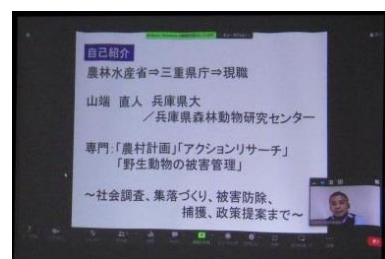 自己紹介
農林水産省⇒三重県庁⇒現職
山端 直人 兵庫県大
／兵庫県森林動物研究センター
専門：「農村計画」「アクションリサーチ」
「野生動物の被害管理」
～社会調査、集落づくり、被害防除、
捕獲、政策提案まで～